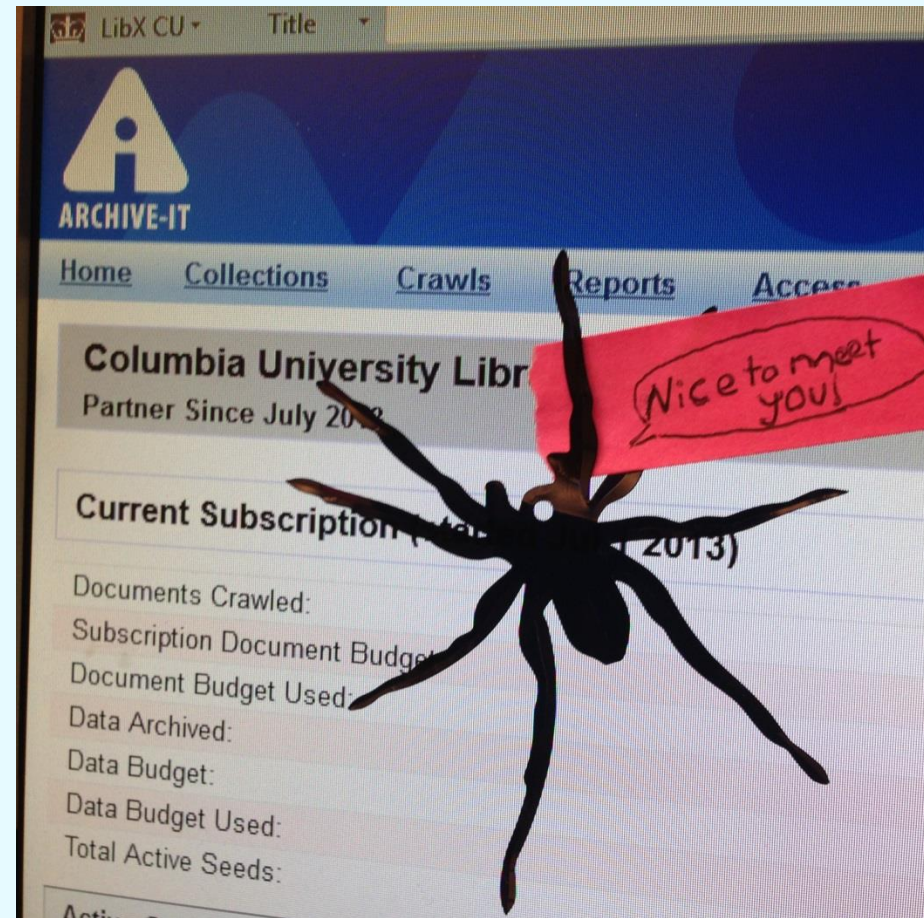 LibX CU Title
ARCHIVE-IT
Home Collections Crawls Reports Access
Columbia University Libr
Partner Since July
Nice to meet
you!
Current Subscription 2013)
Documents Crawled:
Subscription Document Budget
Document Budget Used:
Data Archived:
Data Budget:
Data Budget Used:
Total Active Seeds: